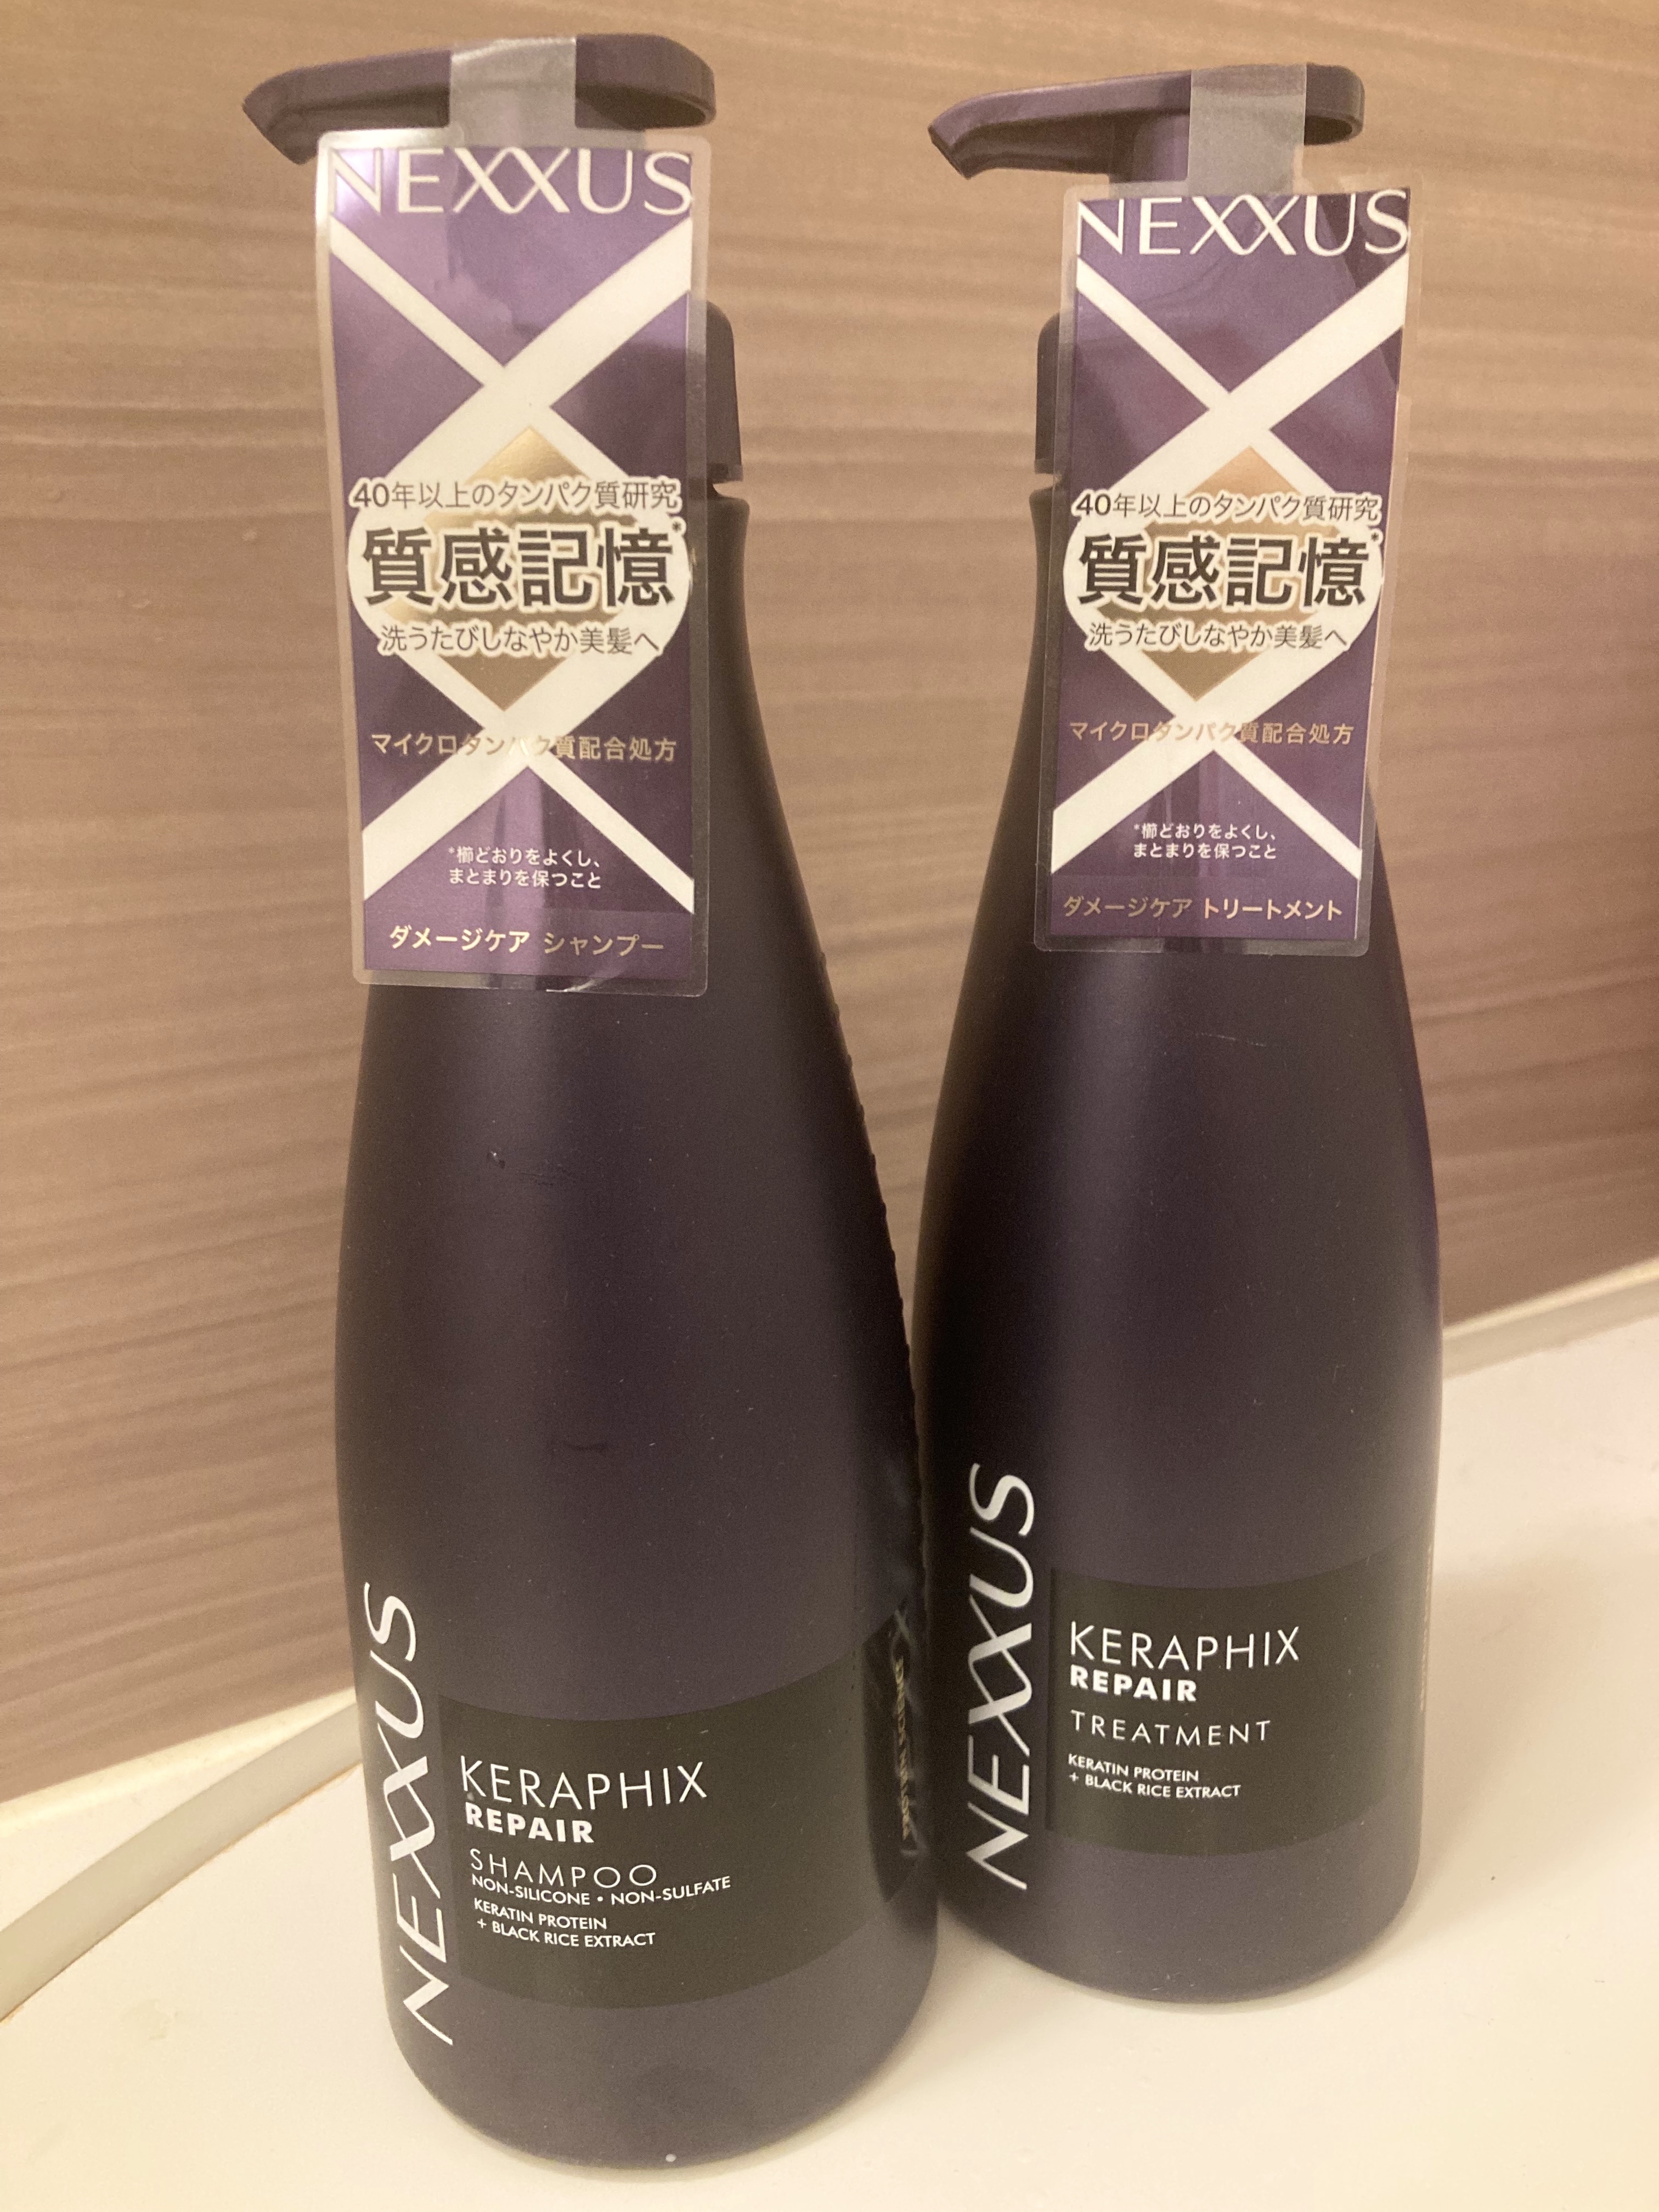 NEXXUS
40年以上のタンパク質研究
質感記憶*
洗うたびしなやか美髪へ
マイクロタンパク質配合処方
*櫛どおりをよくし、
まとまりを保つこと
ダメージケア シャンプー
NEXXUS
KERAPHIX
REPAIR
SHAMPOO
NON-SILICONE • NON-SULFATE
KERATIN PROTEIN
+ BLACK RICE EXTRACT
NEXXUS
40年以上のタンパク質研究
質感記憶*
洗うたびしなやか美髪へ
マイクロタンパク質配合処方
*櫛どおりをよくし、
まとまりを保つこと
ダメージケア トリートメント
NEXXUS
KERAPHIX
REPAIR
TREATMENT
KERATIN PROTEIN
+ BLACK RICE EXTRACT